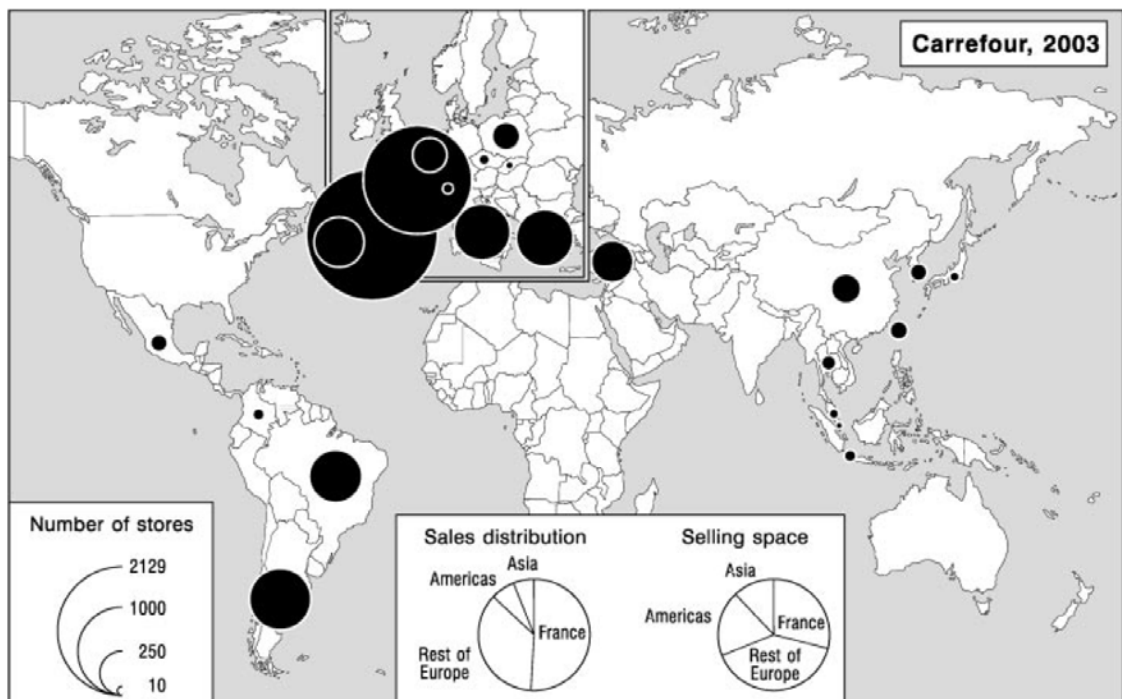 Carrefour, 2003
Number of stores
2129
1000
250
10
Sales distribution
Asia
Americas
France
Rest of
Europe
Selling space
Asia
Americas
France
Rest of
Europe